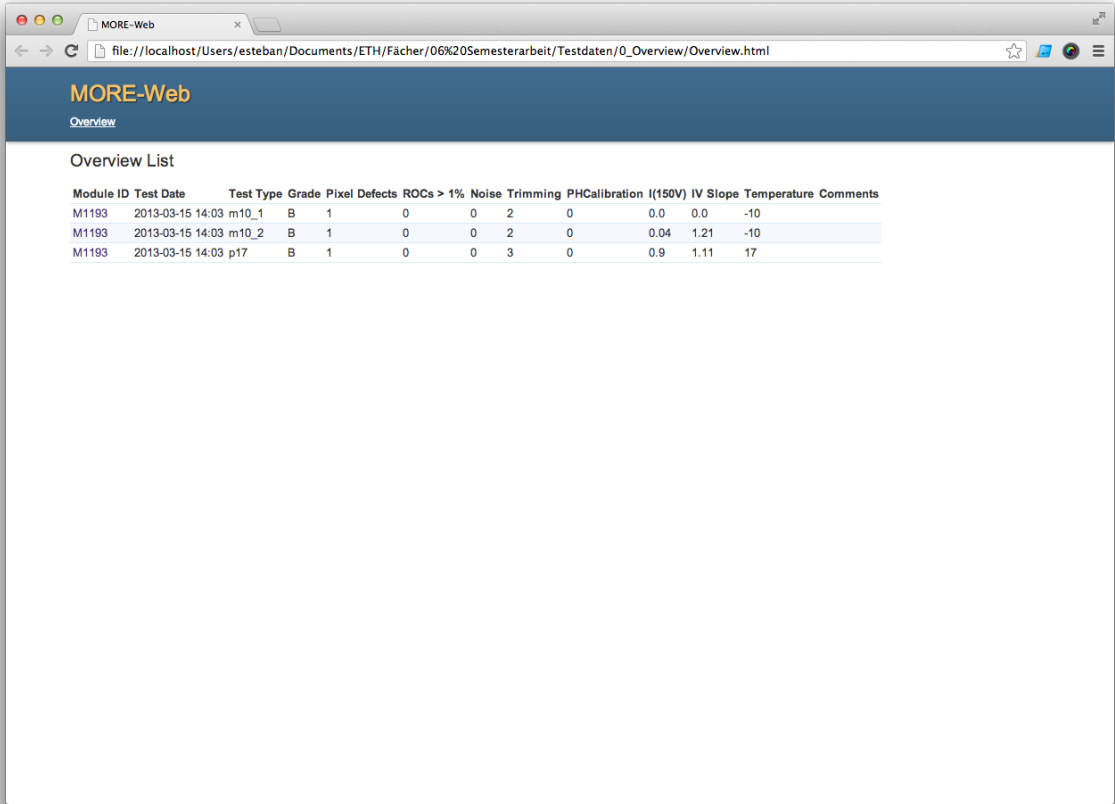 MORE-Web
file://localhost/Users/esteban/Documents/ETH/Fächer/06%20Semesterarbeit/Testdaten/0_Overview/Overview.html
MORE-Web
Overview
Overview List
Module ID Test Date Test Type Grade Pixel Defects ROCs > 1% Noise Trimming PHCalibration I(150V) IV Slope Temperature Comments
M1193 2013-03-15 14:03 m10_1 B 1 0 0 2 0 0.0 0.0 -10
M1193 2013-03-15 14:03 m10_2 B 1 0 0 2 0 0.04 1.21 -10
M1193 2013-03-15 14:03 p17 B 1 0 0 3 0 0.9 1.11 17